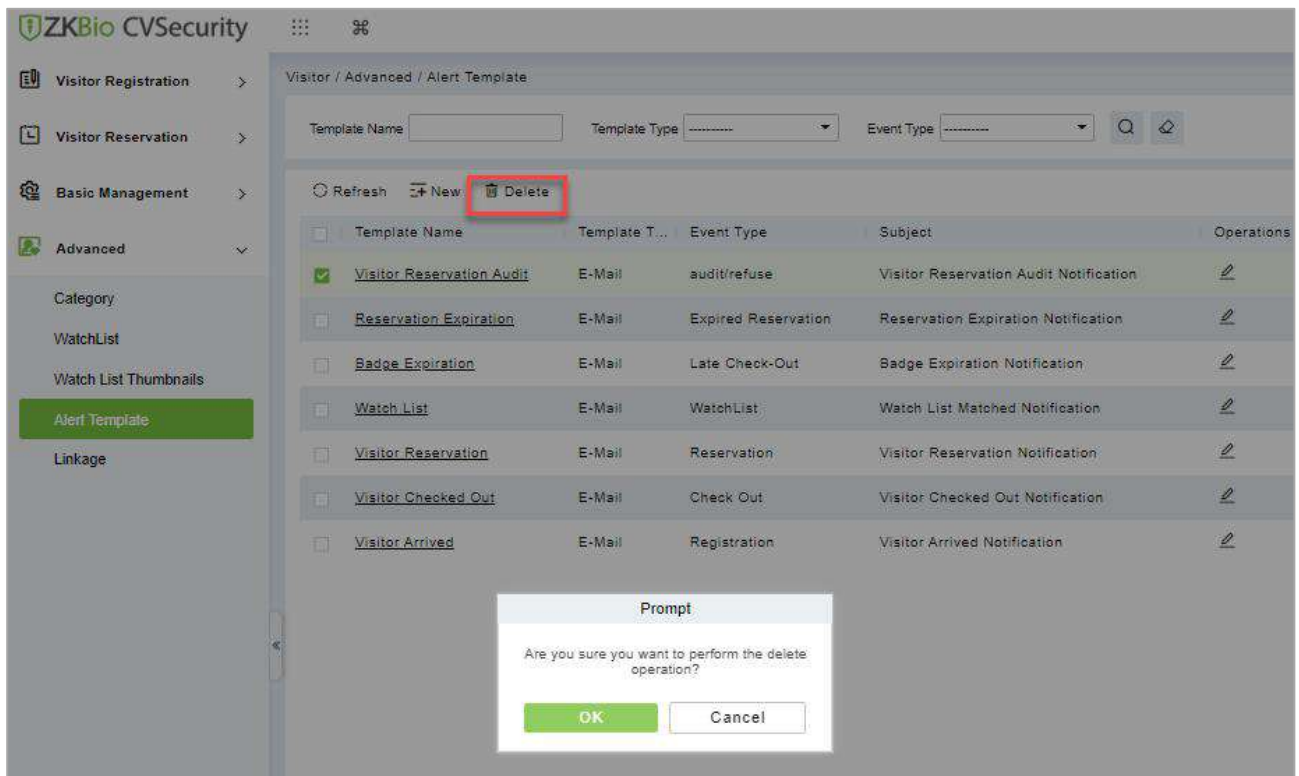 ZKBio CVSecurity
Visitor Registration
Visitor Reservation
Basic Management
Advanced
Category
WatchList
Watch List Thumbnails
Alert Template
Linkage
Visitor / Advanced / Alert Template
Template Name Template Type ---------- Event Type ----------
Refresh New Delete
Template Name Template T... Event Type Subject Operations
Visitor Reservation Audit E-Mail audit/refuse Visitor Reservation Audit Notification
Reservation Expiration E-Mail Expired Reservation Reservation Expiration Notification
Badge Expiration E-Mail Late Check-Out Badge Expiration Notification
Watch List E-Mail WatchList Watch List Matched Notification
Visitor Reservation E-Mail Reservation Visitor Reservation Notification
Visitor Checked Out E-Mail Check Out Visitor Checked Out Notification
Visitor Arrived E-Mail Registration Visitor Arrived Notification
Prompt
Are you sure you want to perform the delete
operation?
OK Cancel